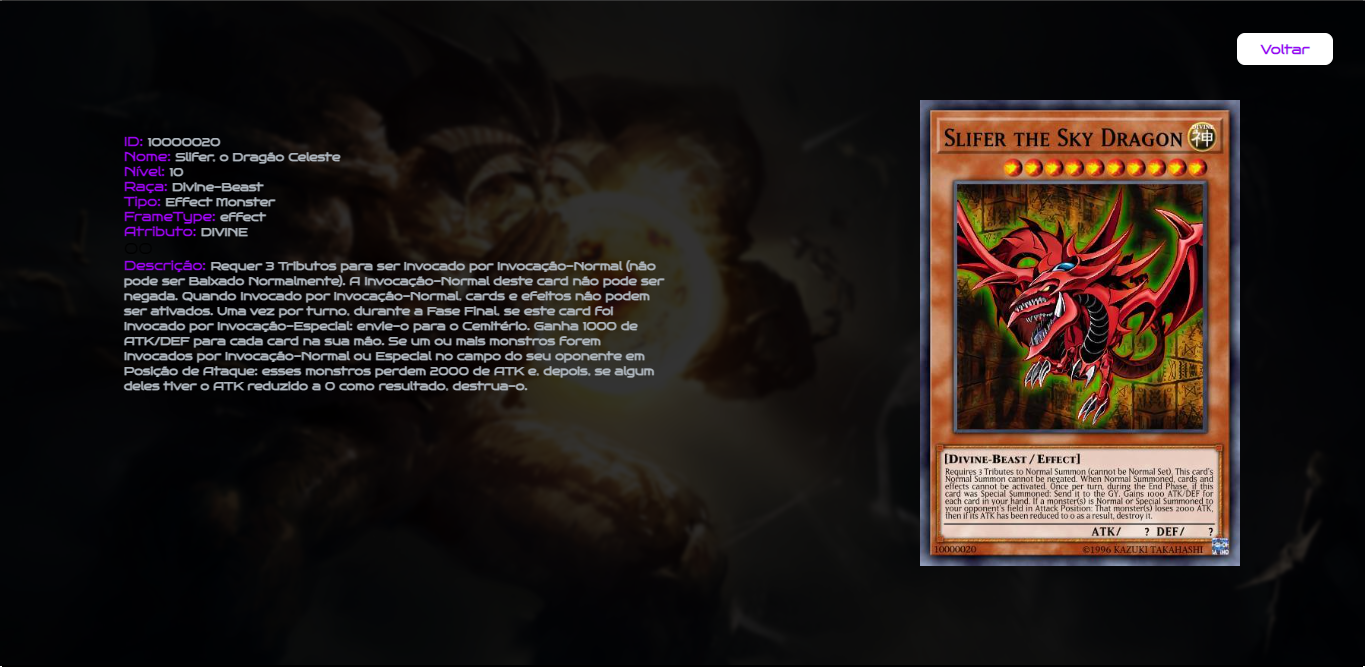 Voltar
ID: 10000020
Nome: Slifer, o Dragão Celeste
Nível: 10
Raça: Divine-Beast
Tipo: Effect Monster
FrameType: effect
Atributo: DIVINE
00
Descrição: Requer 3 Tributos para ser Invocado por Invocação-Normal (não
pode ser Baixado Normalmente). A Invocação-Normal deste card não pode ser
negada. Quando Invocado por Invocação-Normal, cards e efeitos não podem
ser ativados. Uma vez por turno, durante a Fase Final, se este card foi
Invocado por Invocação-Especial: envie-o para o Cemitério. Ganha 1000 de
ATK/DEF para cada card na sua mão. Se um ou mais monstros forem
Invocados por Invocação-Normal ou Especial no campo do seu oponente em
Posição de Ataque: esses monstros perdem 2000 de ATK e, depois, se algum
deles tiver o ATK reduzido a 0 como resultado, destrua-o.
SLIFER THE SKY DRAGON
DIVINE
神
[DIVINE-BEAST / EFFECT]
Requires 3 Tributes to Normal Summon (cannot be Normal Set). This card's
Normal Summon cannot be negated. When Normal Summoned, cards and
effects cannot be activated. Once per turn, during the End Phase, if this
card was Special Summoned: Send it to the GY. Gains 1000 ATK/DEF for
each card in your hand. If a monster(s) is Normal or Special Summoned to
your opponent's field in Attack Position: That monster(s) loses 2000 ATK,
then if its ATK has been reduced to 0 as a result, destroy it.
ATK/ ? DEF/ ?
10000020 ©1996 KAZUKI TAKAHASHI